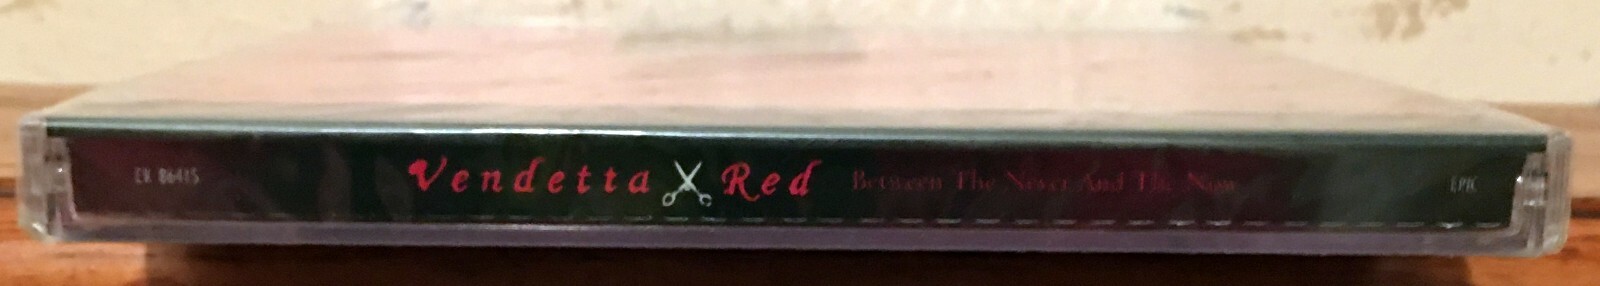 EK 86415 Vendetta Red Between The Never And The Now EPIC